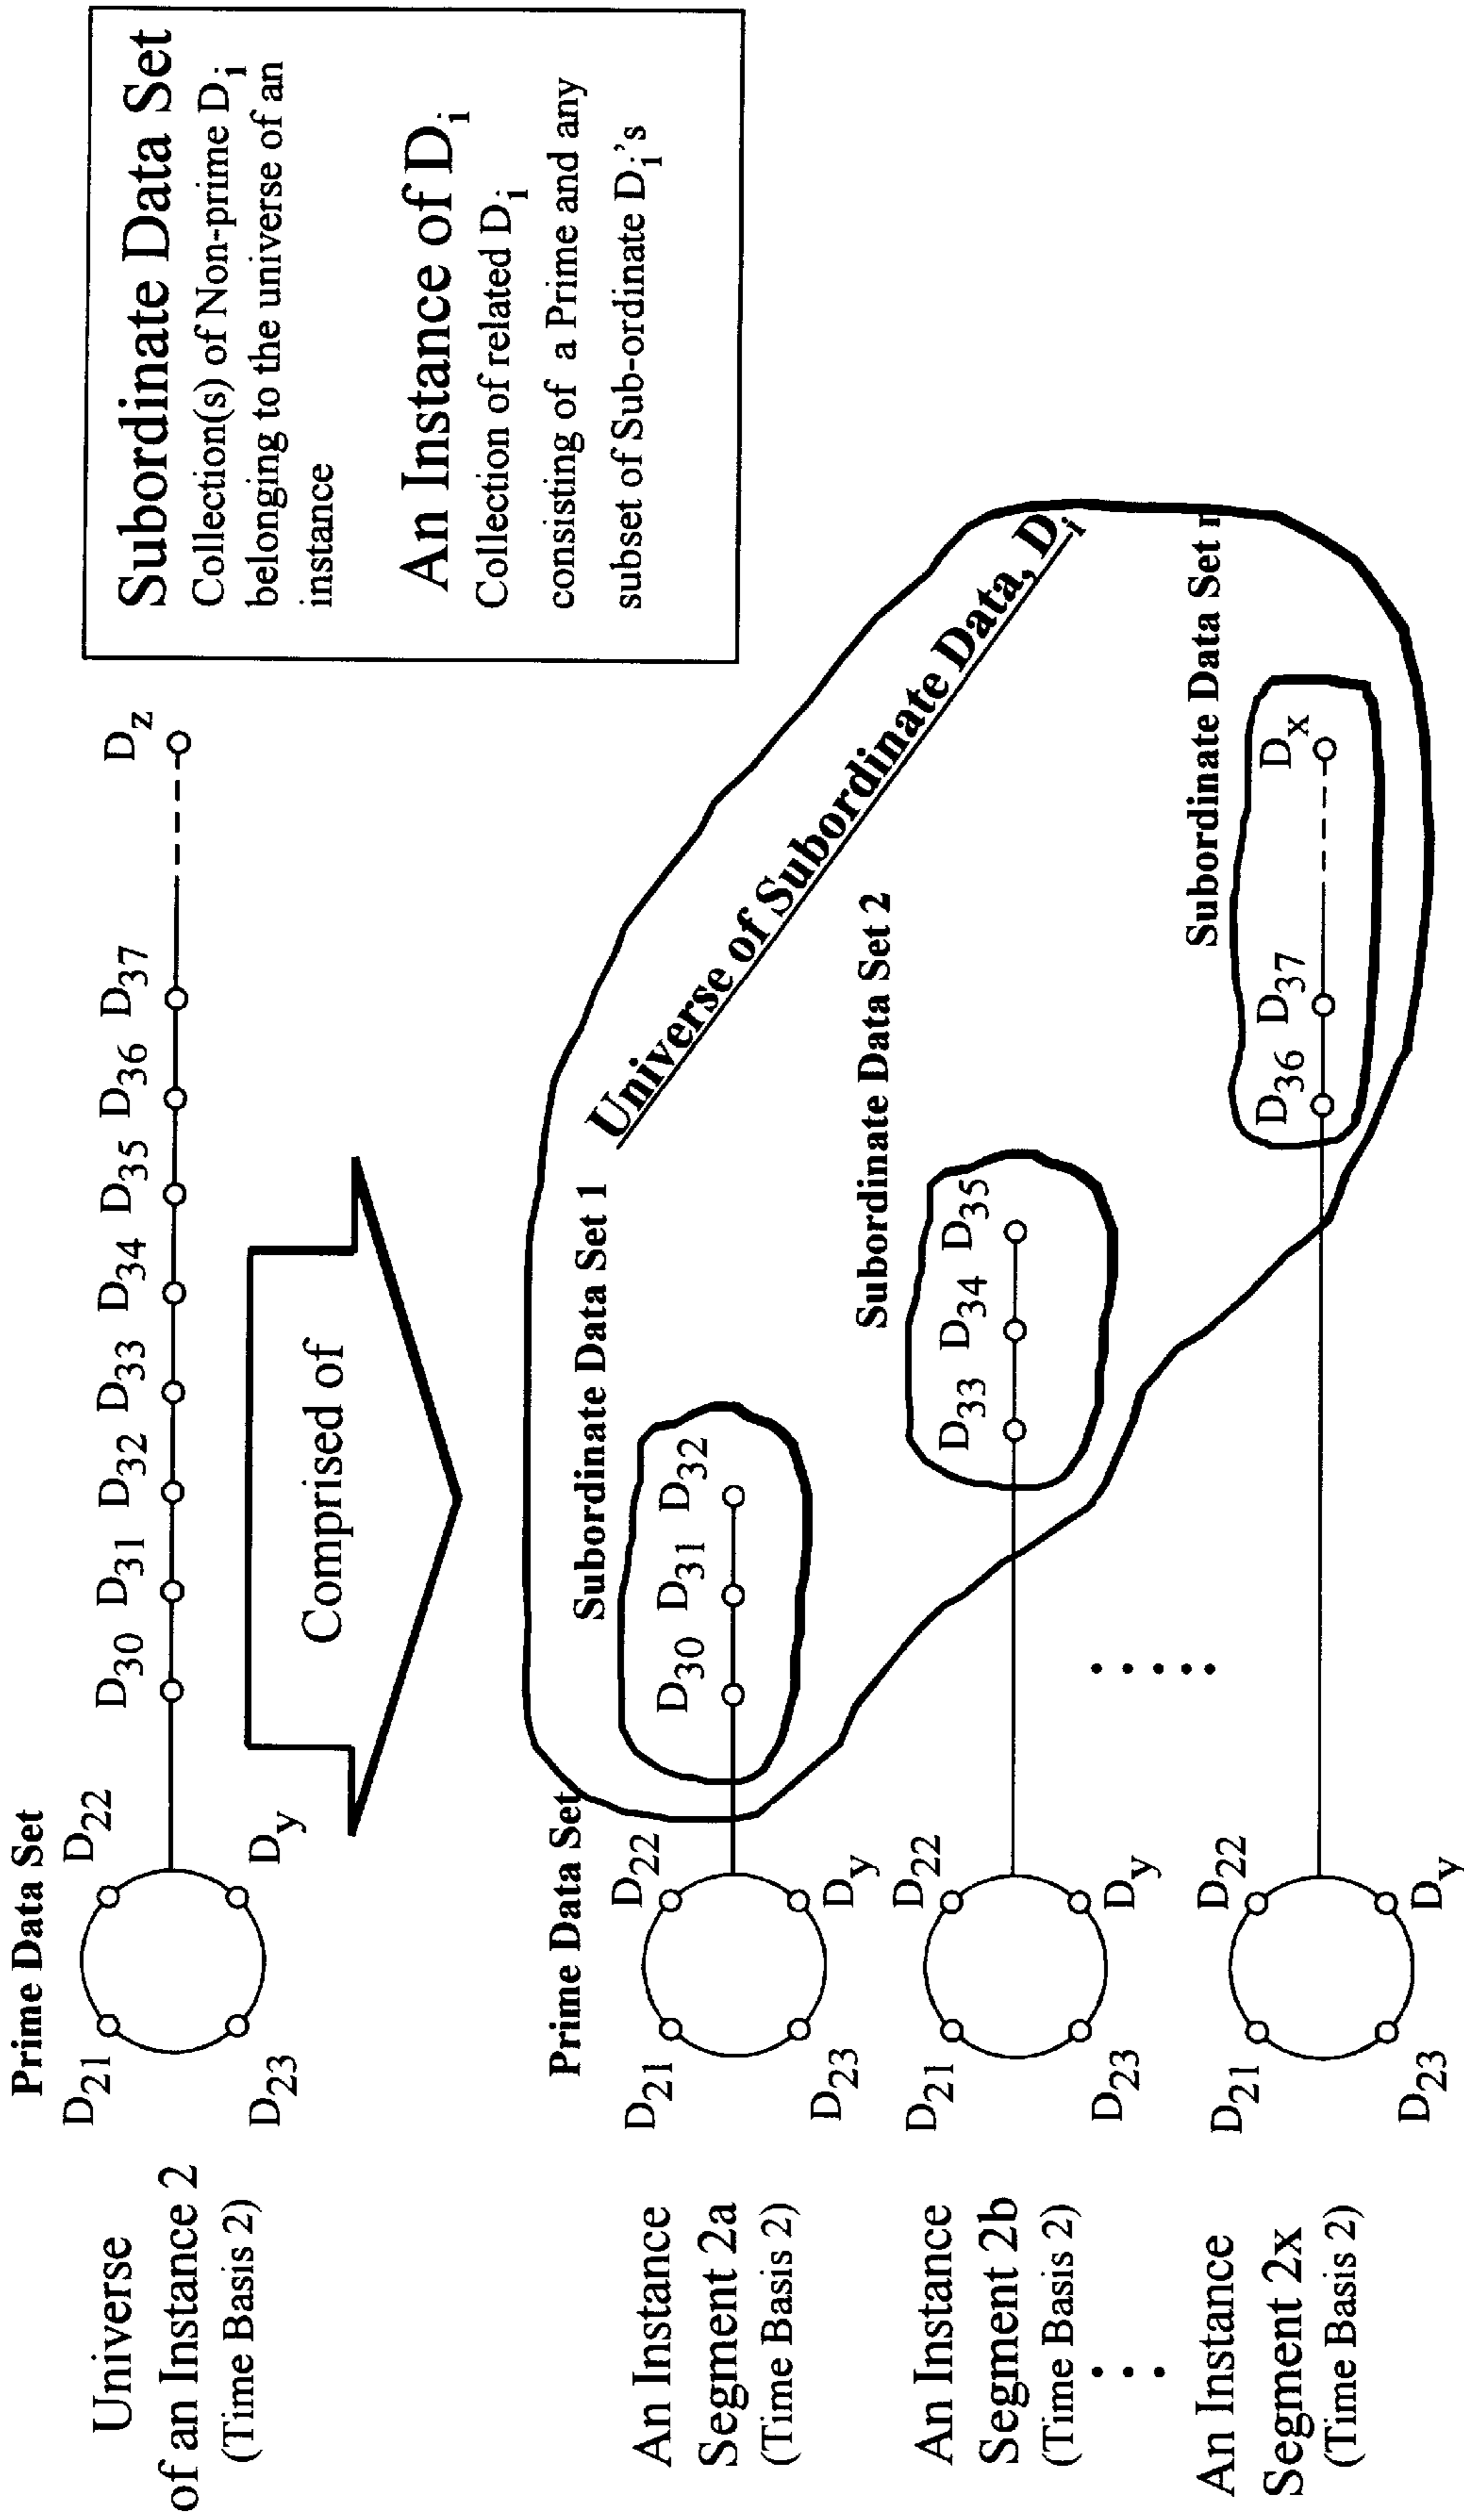 Prime Data Set
Universe
of an Instance 2
(Time Basis 2)
D21
D22
D23
Dy
D30 D31 D32 D33 D34 D35 D36 D37 Dz
Comprised of
Subordinate Data Set
Collection(s) of Non-prime Di
belonging to the universe of an
instance
An Instance of Di
Collection of related Di
consisting of a Prime and any
subset of Sub-ordinate Di's
Universe of Subordinate Data, Di
Prime Data Set
Subordinate Data Set 1
An Instance
Segment 2a
(Time Basis 2)
D21
D22
D23
Dy
D30 D31 D32
Subordinate Data Set 2
An Instance
Segment 2b
(Time Basis 2)
D21
D22
D23
Dy
D33 D34 D35
Subordinate Data Set i
An Instance
Segment 2x
(Time Basis 2)
D21
D22
D23
Dy
D36 D37 Dx